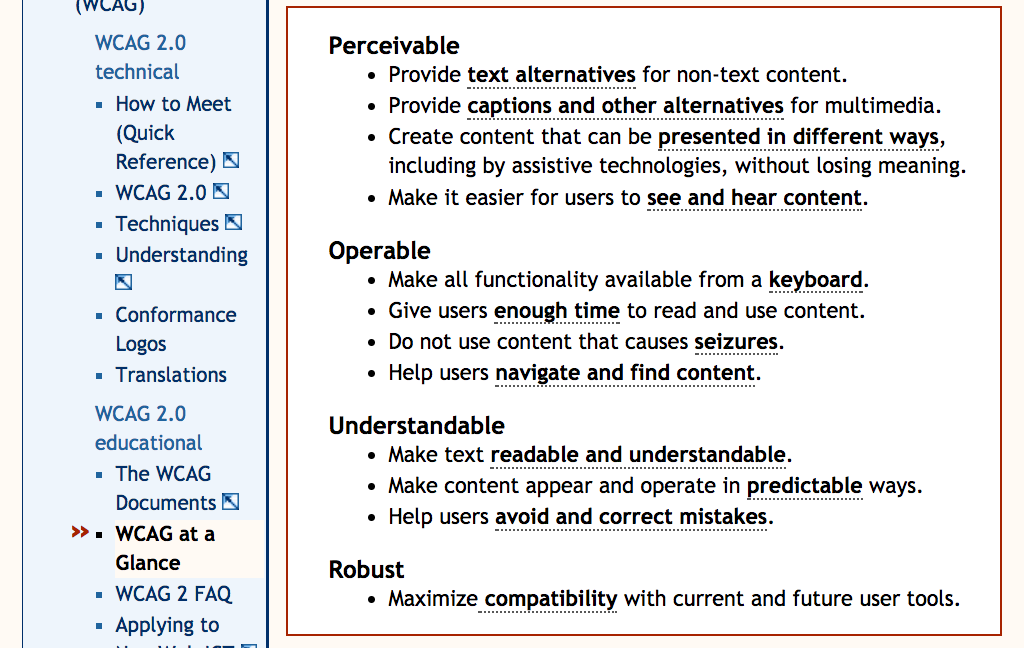 (WCAG)
WCAG 2.0
technical
How to Meet
(Quick
Reference)
WCAG 2.0
Techniques
Understanding
Conformance
Logos
Translations
WCAG 2.0
educational
The WCAG
Documents
WCAG at a
Glance
WCAG 2 FAQ
Applying to
Perceivable
• Provide text alternatives for non-text content.
• Provide captions and other alternatives for multimedia.
• Create content that can be presented in different ways,
including by assistive technologies, without losing meaning.
• Make it easier for users to see and hear content.
Operable
• Make all functionality available from a keyboard.
• Give users enough time to read and use content.
• Do not use content that causes seizures.
• Help users navigate and find content.
Understandable
• Make text readable and understandable.
• Make content appear and operate in predictable ways.
• Help users avoid and correct mistakes.
Robust
• Maximize compatibility with current and future user tools.